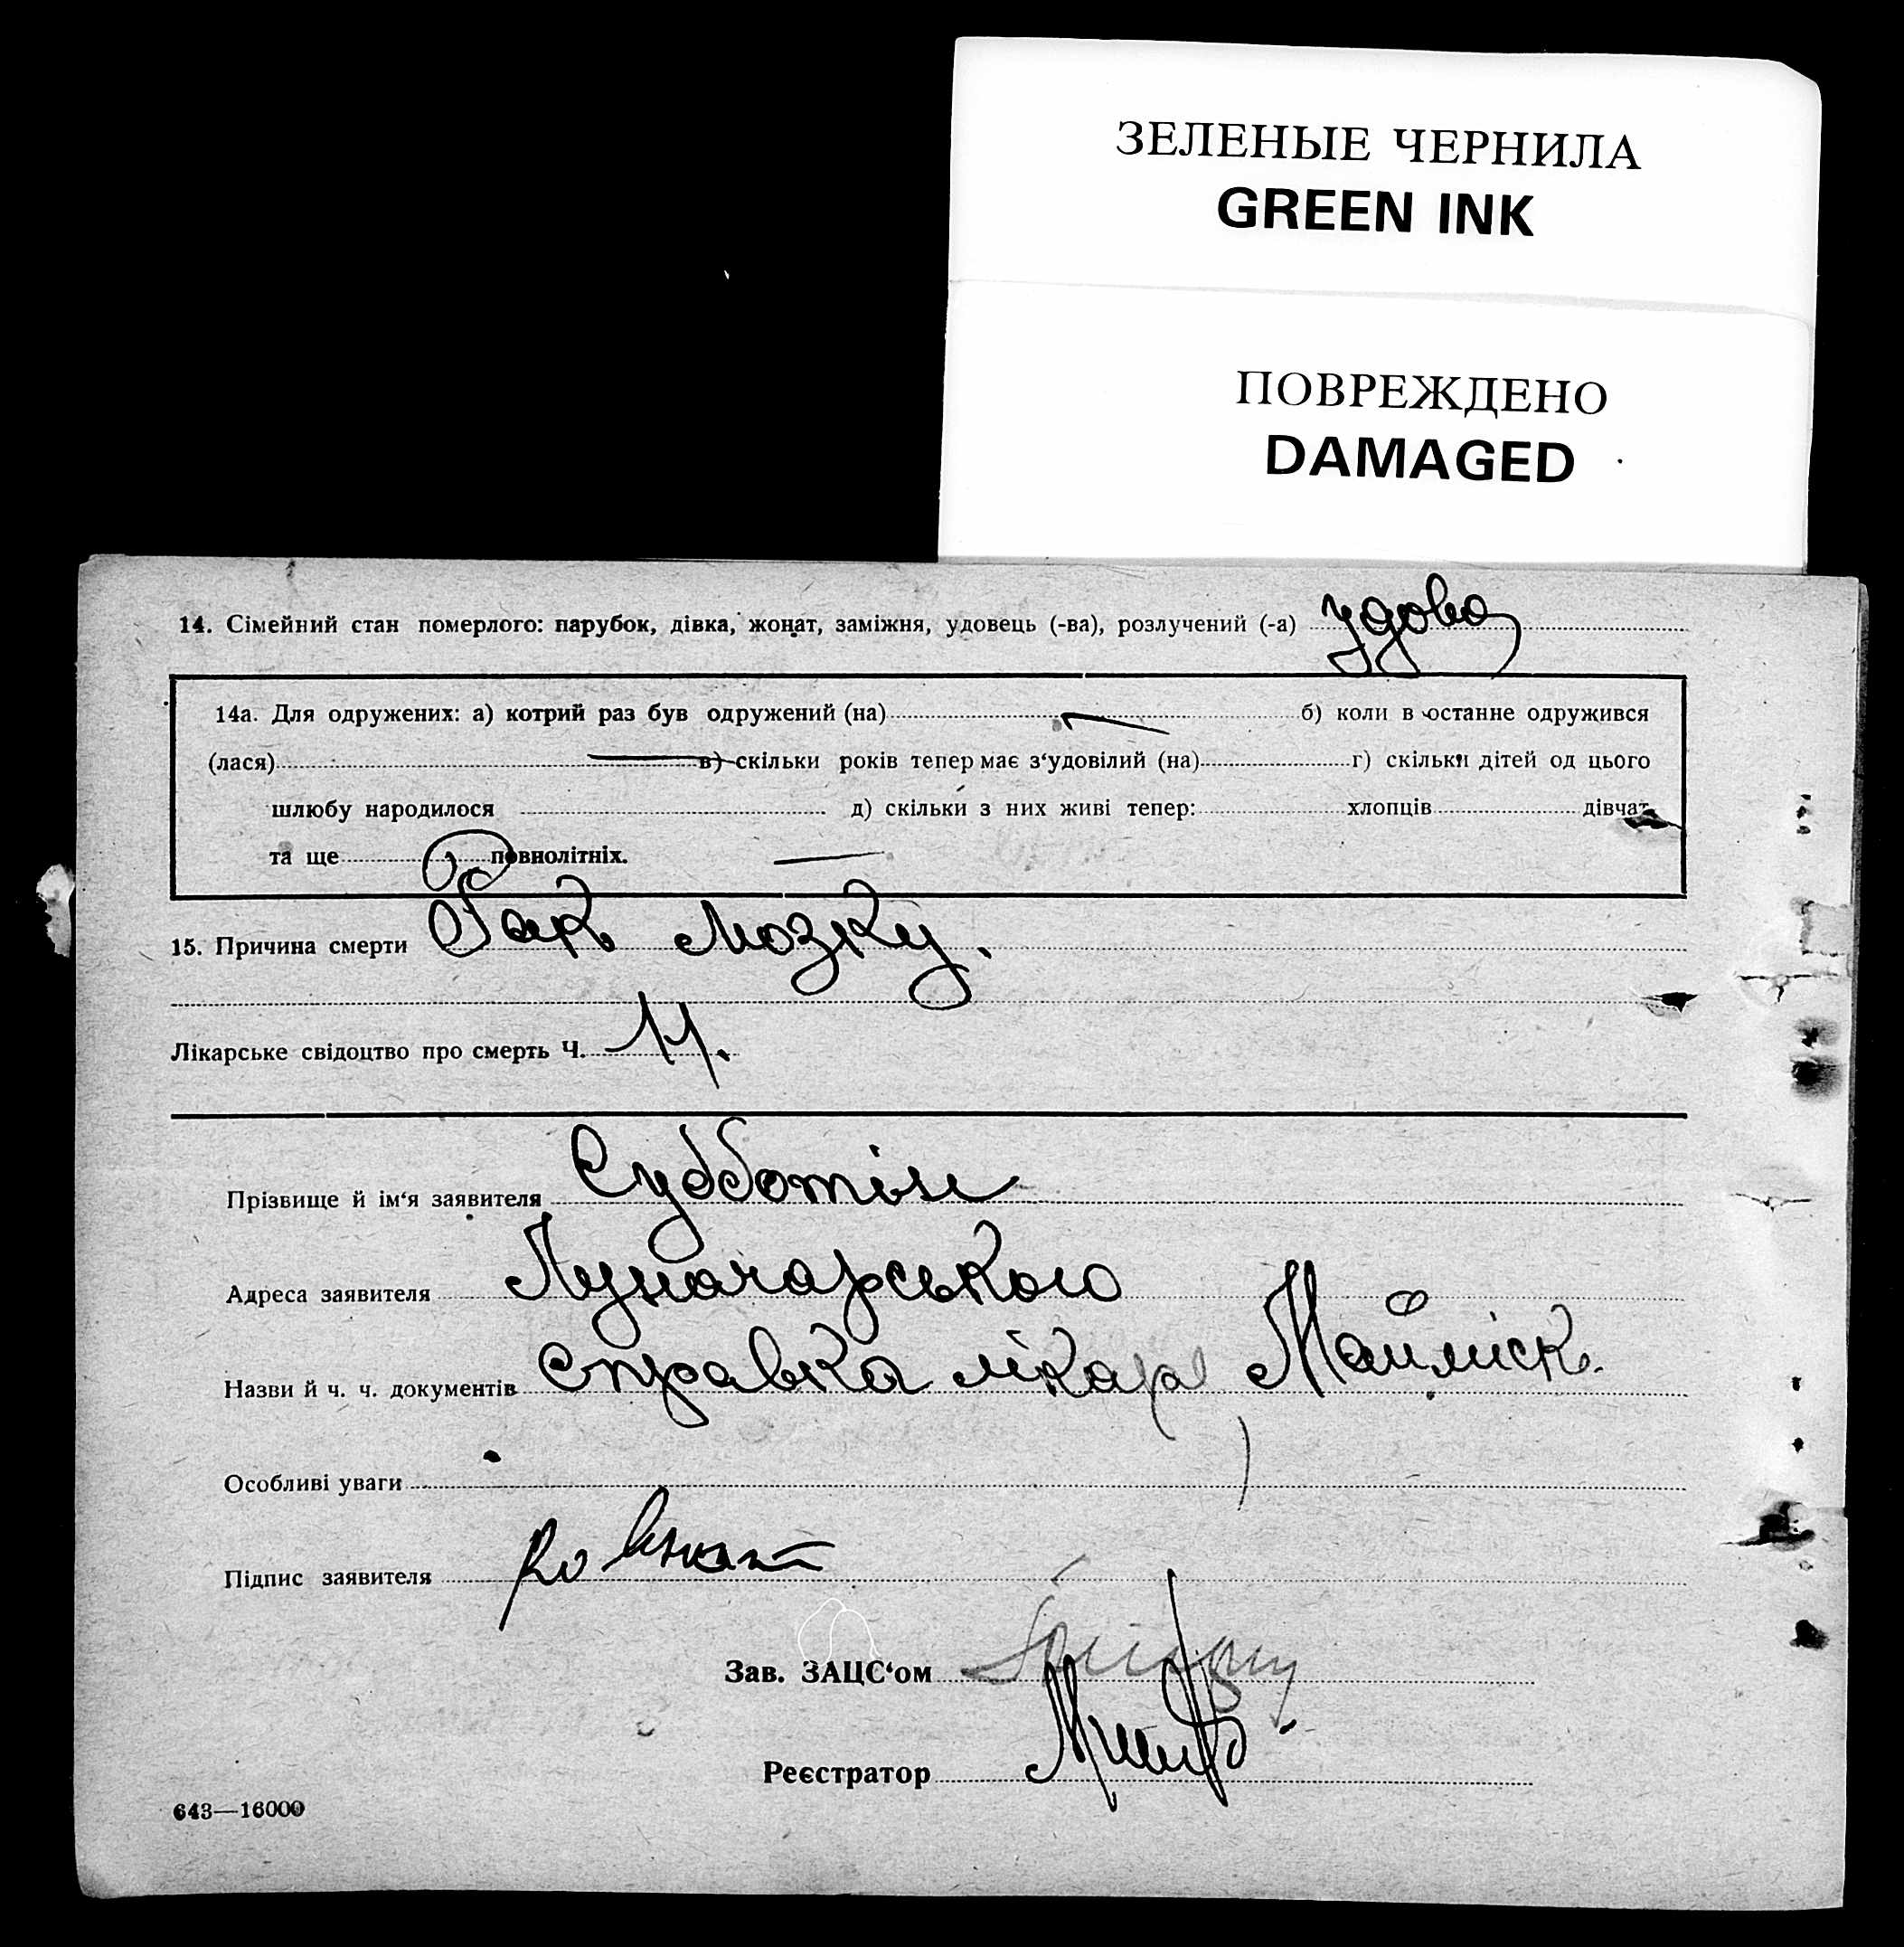 ЗЕЛЕНЫЕ ЧЕРНИЛА
GREEN INK
ПОВРЕЖДЕНО
DAMAGED
14. Сімейний стан померлого: парубок, дівка, жонат, заміжня, удовець (-ва), розлучений (-а) удова
14а. Для одружених: а) котрий раз був одружений (на) б) коли в останне одружився
(лася) в) скільки років тепер має з‘удовілий (на) г) скільки дітей од цього
шлюбу народилося д) скільки з них живі тепер: хлопців дівчат
та ще повнолітніх.
15. Причина смерти Рак мозку.
Лікарське свідоцтво про смерть Ч. 11.
Прізвище й ім‘я заявителя Субботін
Адреса заявителя Луначарського
Назви й ч. ч. документів Справка лікаря
Особливі уваги
Підпис заявителя
Зав. ЗАЦС‘ом
Реєстратор
643—16000